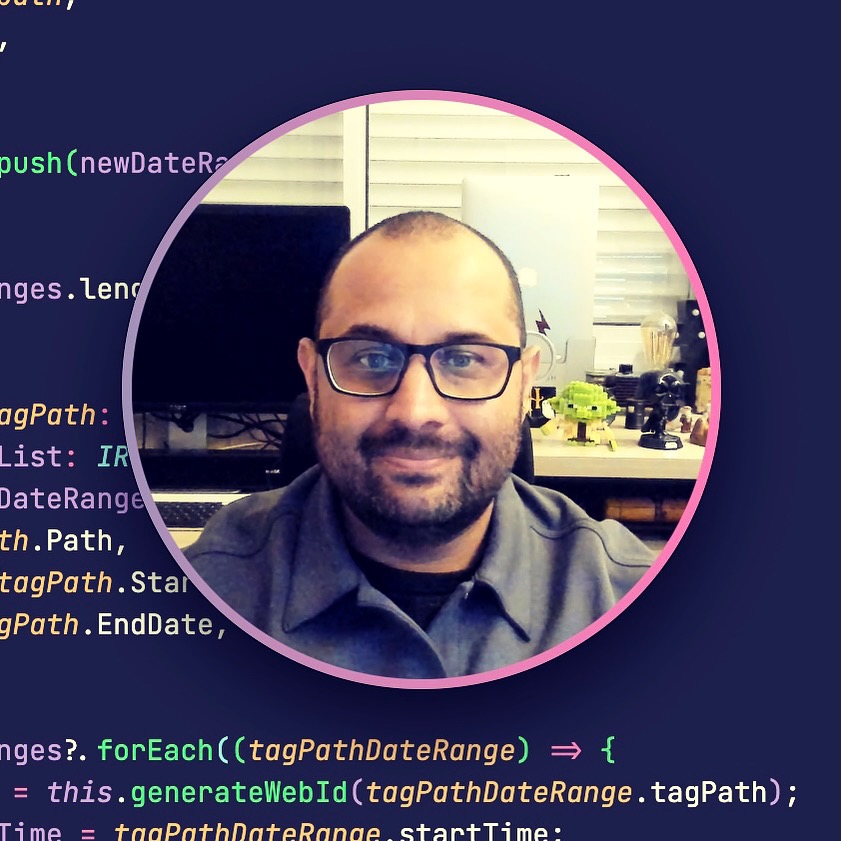 push(newDateRa
nges.leng
agPath:
List: IR
DateRange
th.Path,
tagPath.Star
gPath.EndDate,
nges?.forEach((tagPathDateRange) => {
= this.generateWebId(tagPathDateRange.tagPath);
Time = tagPathDateRange.startTime;